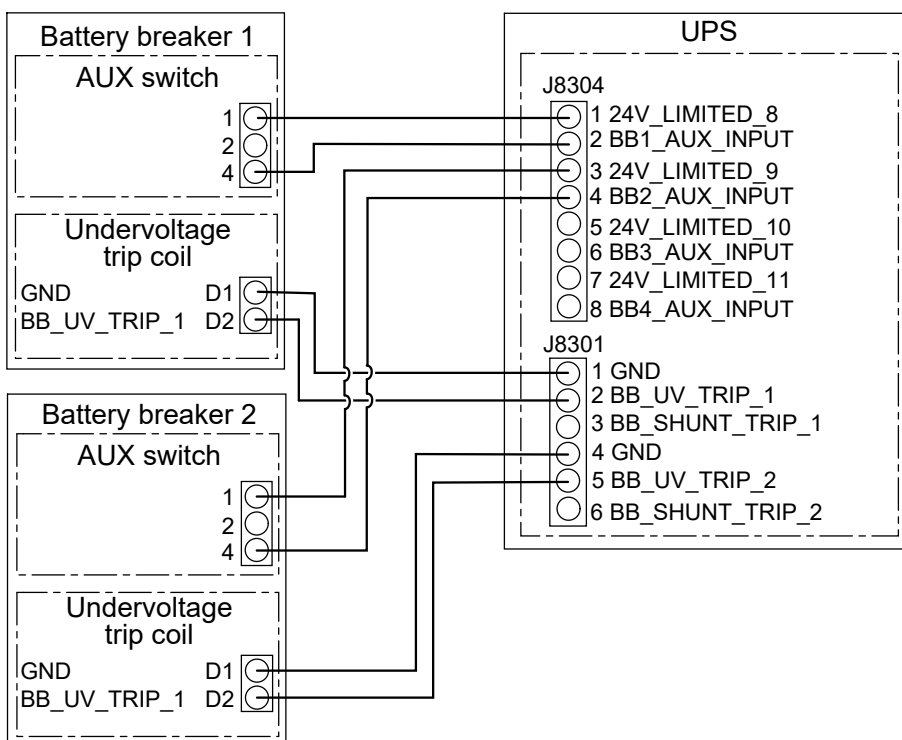 Battery breaker 1
AUX switch
1
2
4
Undervoltage
trip coil
GND D1
BB_UV_TRIP_1 D2
Battery breaker 2
AUX switch
1
2
4
Undervoltage
trip coil
GND D1
BB_UV_TRIP_1 D2
UPS
J8304
1 24V_LIMITED_8
2 BB1_AUX_INPUT
3 24V_LIMITED_9
4 BB2_AUX_INPUT
5 24V_LIMITED_10
6 BB3_AUX_INPUT
7 24V_LIMITED_11
8 BB4_AUX_INPUT
J8301
1 GND
2 BB_UV_TRIP_1
3 BB_SHUNT_TRIP_1
4 GND
5 BB_UV_TRIP_2
6 BB_SHUNT_TRIP_2